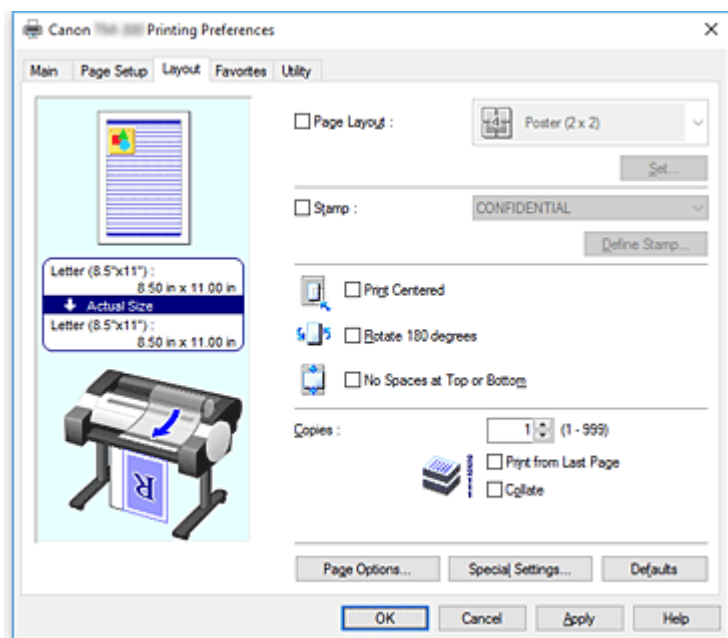 Canon Printing Preferences
Main Page Setup Layout Favorites Utility
Page Layout : 4 Poster (2 x 2)
Set...
Stamp : CONFIDENTIAL
Define Stamp...
Letter (8.5"x11") :
8.50 in x 11.00 in
Actual Size
Letter (8.5"x11") :
8.50 in x 11.00 in
Print Centered
Rotate 180 degrees
No Spaces at Top or Bottom
R
Copies : 1 (1 - 999)
Print from Last Page
Collate
Page Options... Special Settings... Defaults
OK Cancel Apply Help